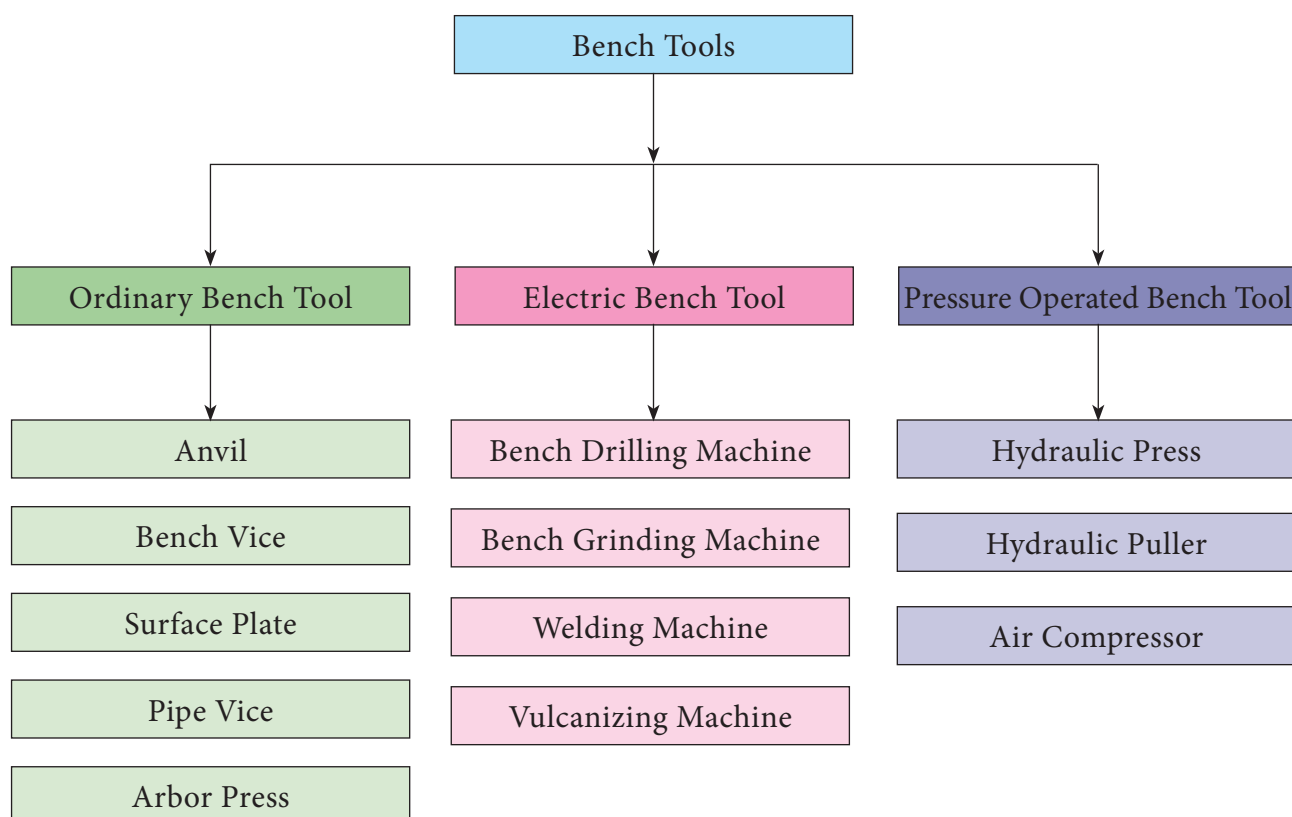 Bench Tools
Ordinary Bench Tool
Electric Bench Tool
Pressure Operated Bench Tool
Anvil
Bench Vice
Surface Plate
Pipe Vice
Arbor Press
Bench Drilling Machine
Bench Grinding Machine
Welding Machine
Vulcanizing Machine
Hydraulic Press
Hydraulic Puller
Air Compressor